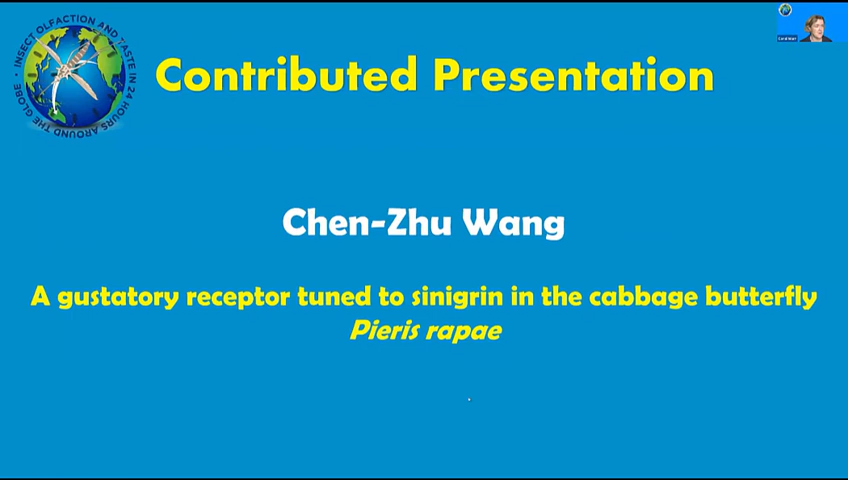 INSECT OLFACTION AND TASTE IN 24 HOURS AROUND THE GLOBE
Contributed Presentation
Chen-Zhu Wang
A gustatory receptor tuned to sinigrin in the cabbage butterfly
Pieris rapae